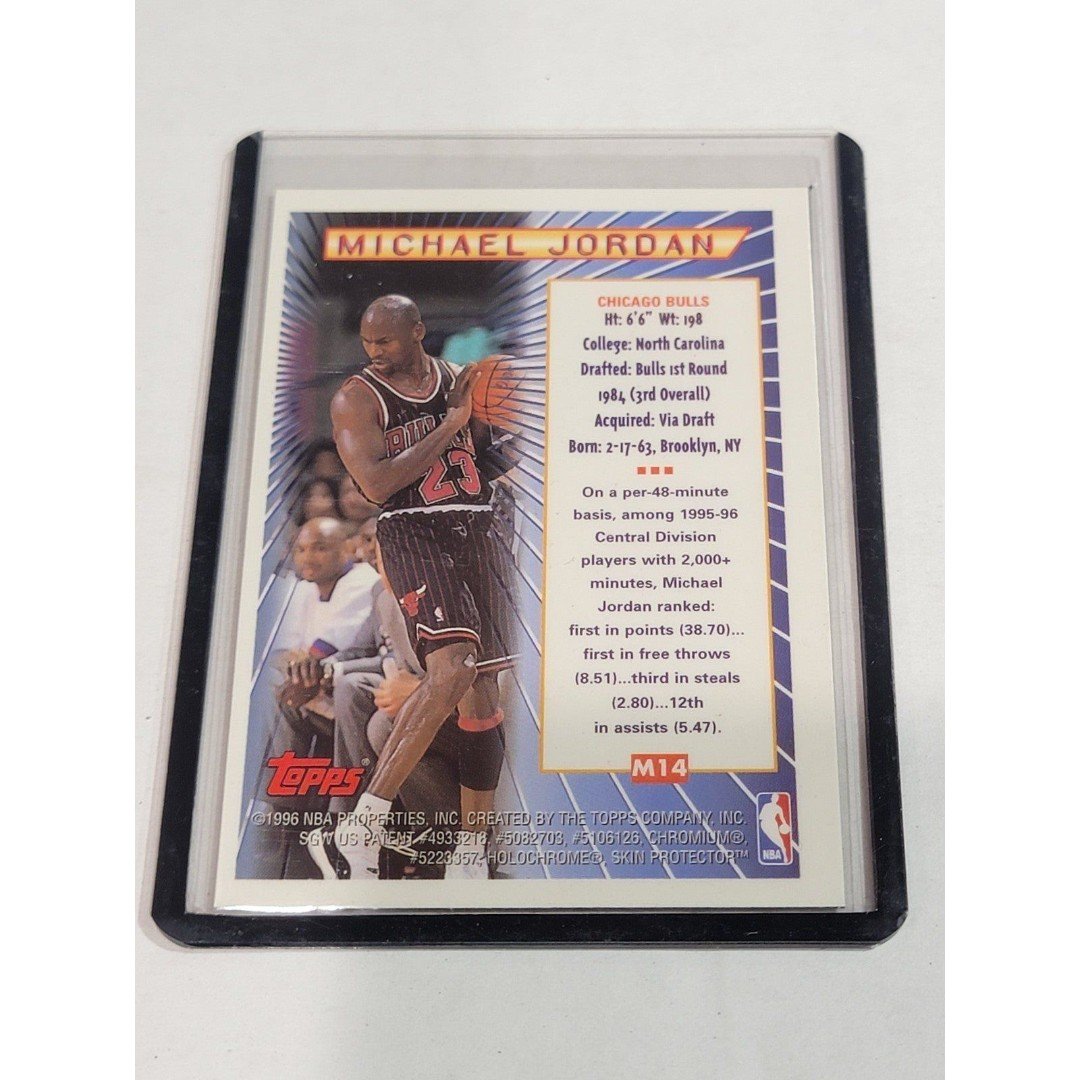 MICHAEL JORDAN
CHICAGO BULLS
Ht: 6'6" Wt: 198
College: North Carolina
Drafted: Bulls 1st Round
1984 (3rd Overall)
Acquired: Via Draft
Born: 2-17-63, Brooklyn, NY
On a per-48-minute
basis, among 1995-96
Central Division
players with 2,000+
minutes, Michael
Jordan ranked:
first in points (38.70)...
first in free throws
(8.51)...third in steals
(2.80)...12th
in assists (5.47).
M14
BULLS
23
TOPPS®
©1996 NBA PROPERTIES, INC. CREATED BY THE TOPPS COMPANY, INC.
SGW US PATENT #4933218, #5082703, #5106126, CHROMIUM®,
#5223357, HOLOCHROME®, SKIN PROTECTOR™
NBA